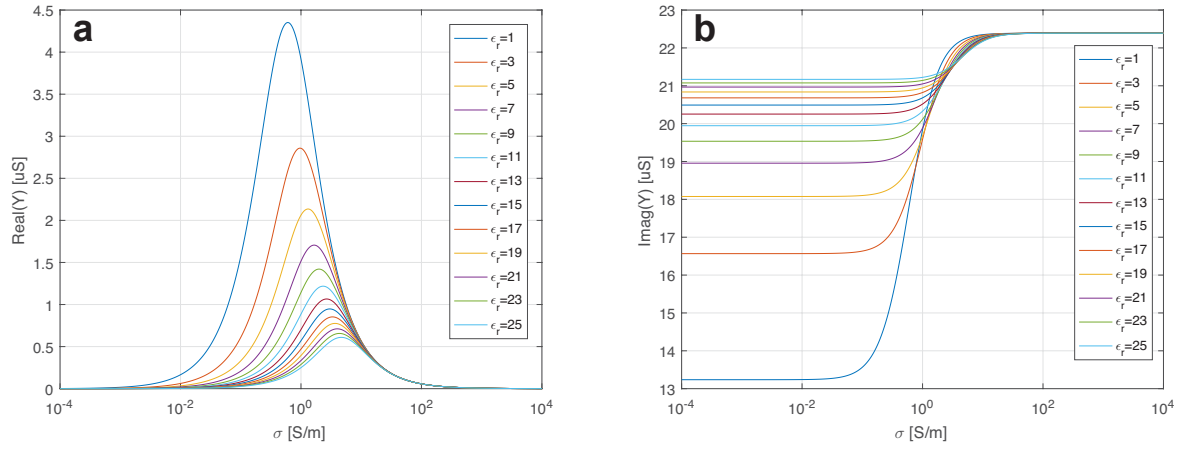 a
Real(Y) [uS]
4.5
4
3.5
3
2.5
2
1.5
1
0.5
0
10^-4
10^-2
10^0
10^2
10^4
σ [S/m]
ϵ_r=1
ϵ_r=3
ϵ_r=5
ϵ_r=7
ϵ_r=9
ϵ_r=11
ϵ_r=13
ϵ_r=15
ϵ_r=17
ϵ_r=19
ϵ_r=21
ϵ_r=23
ϵ_r=25
b
Imag(Y) [uS]
23
22
21
20
19
18
17
16
15
14
13
10^-4
10^-2
10^0
10^2
10^4
σ [S/m]
ϵ_r=1
ϵ_r=3
ϵ_r=5
ϵ_r=7
ϵ_r=9
ϵ_r=11
ϵ_r=13
ϵ_r=15
ϵ_r=17
ϵ_r=19
ϵ_r=21
ϵ_r=23
ϵ_r=25